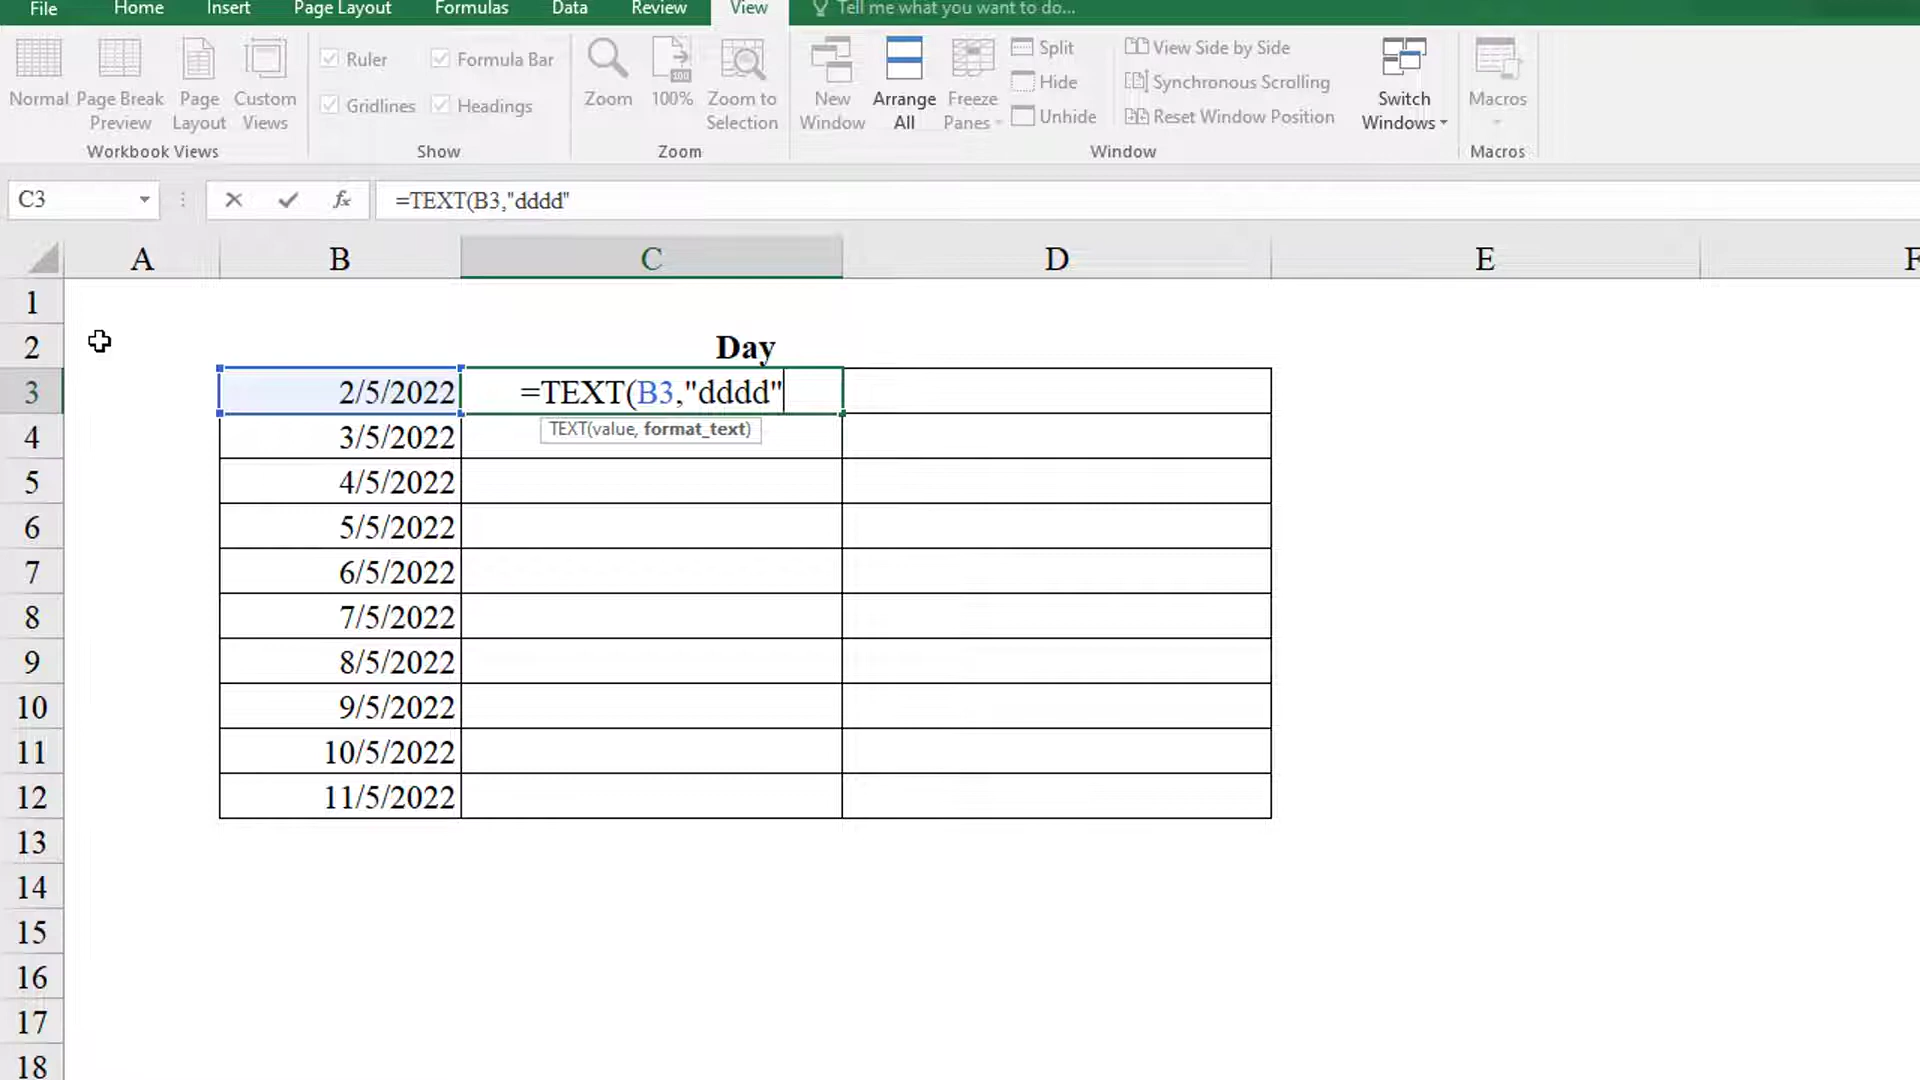 File Home Insert Page Layout Formulas Data Review View Tell me what you want to do...
Normal Page Break Preview Page Layout Custom Views
Ruler Formula Bar
Gridlines Headings
Zoom 100% Zoom to Selection
New Window Arrange All Freeze Panes
Split
Hide
Unhide
View Side by Side
Synchronous Scrolling
Reset Window Position
Switch Windows
Macros
Workbook Views Show Zoom Window Macros
C3 fx =TEXT(B3,"dddd"
A B C D E F
1
2 Day
3 2/5/2022 =TEXT(B3,"dddd"
TEXT(value, format_text)
4 3/5/2022
5 4/5/2022
6 5/5/2022
7 6/5/2022
8 7/5/2022
9 8/5/2022
10 9/5/2022
11 10/5/2022
12 11/5/2022
13
14
15
16
17
18